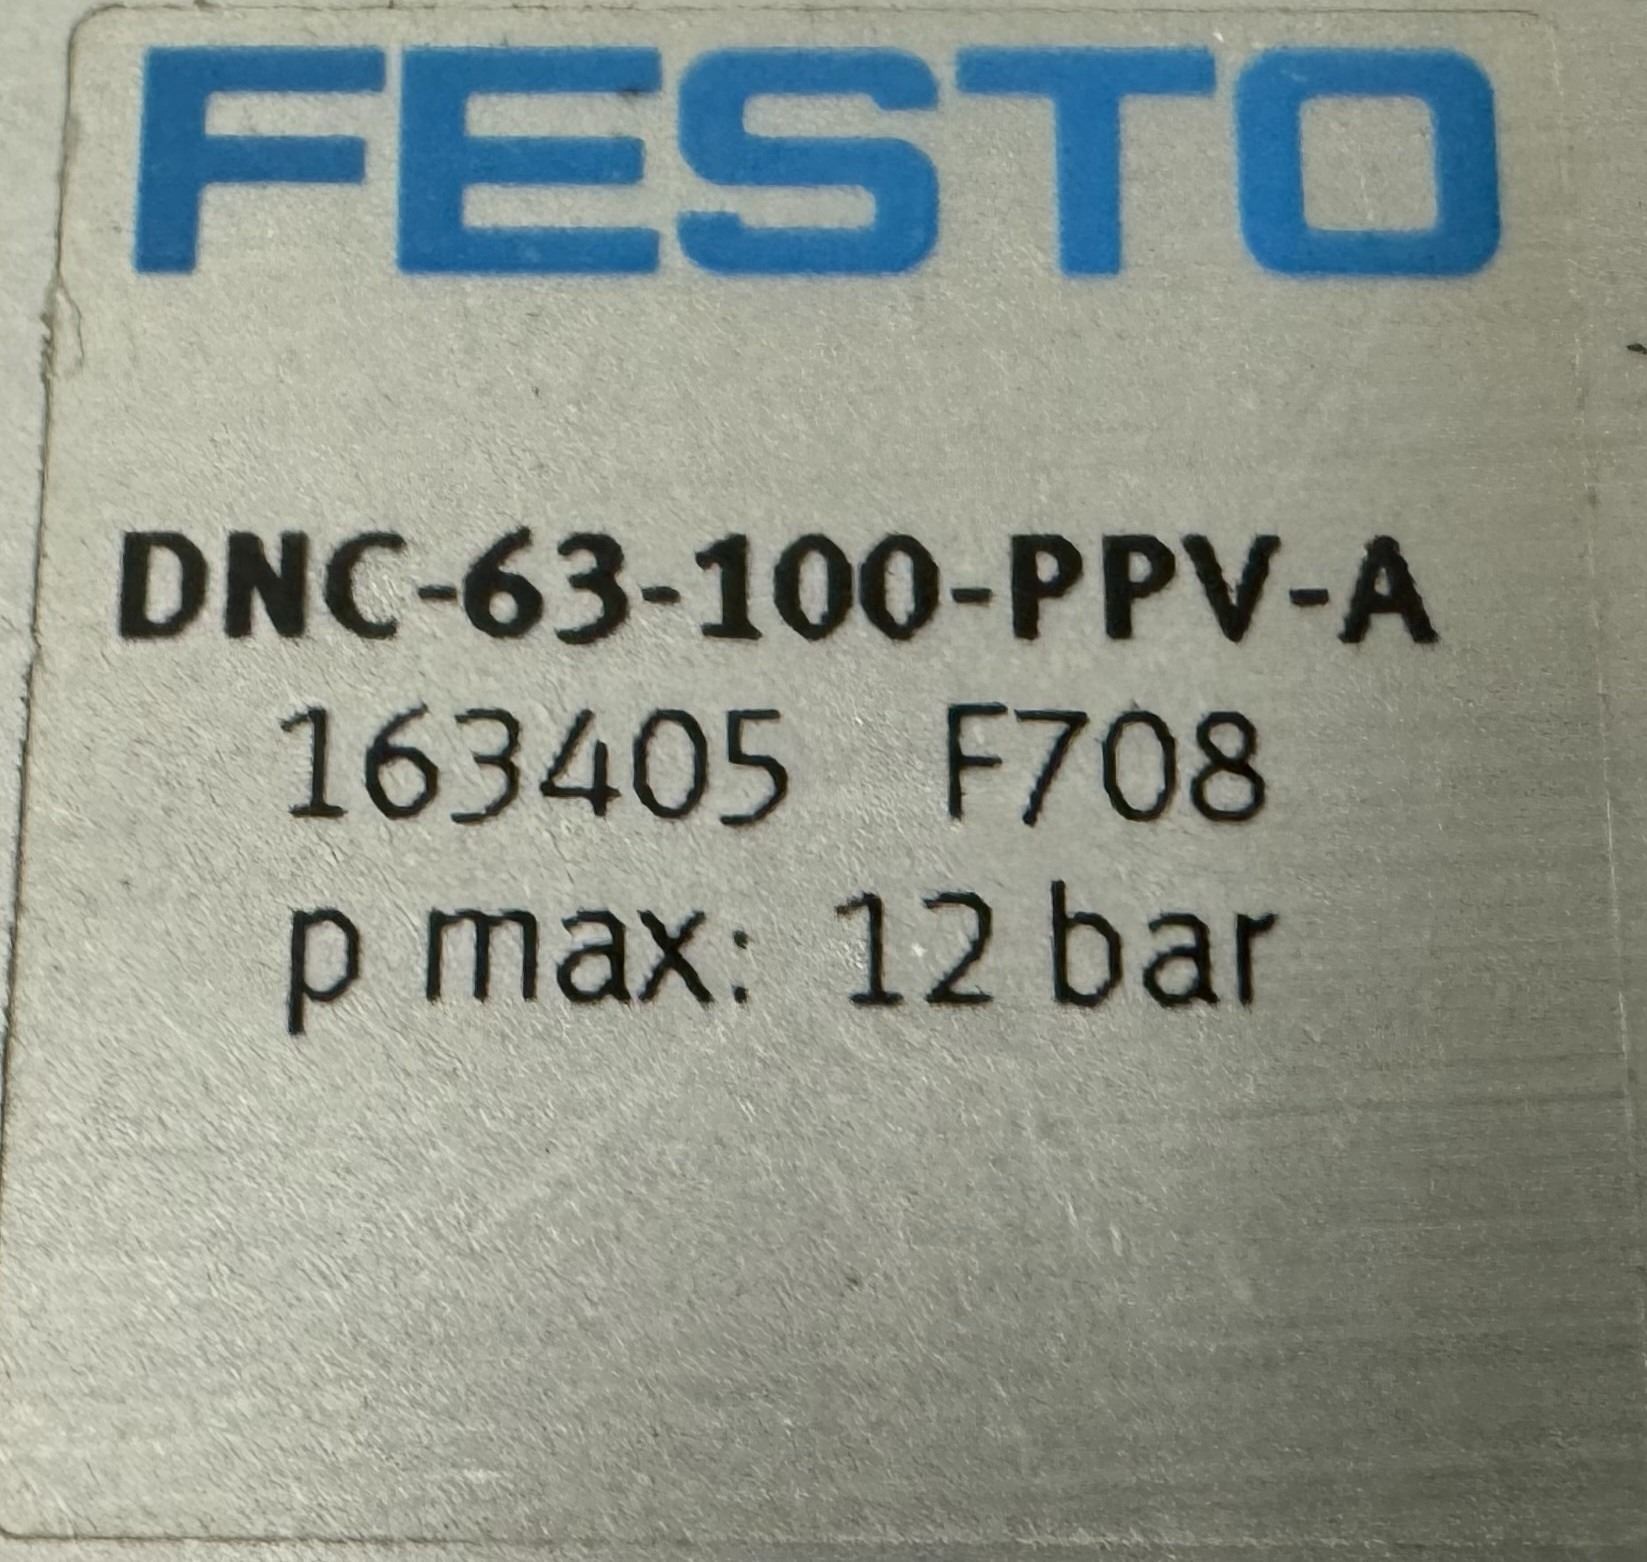 FESTO
DNC-63-100-PPV-A
163405 F708
p max: 12 bar